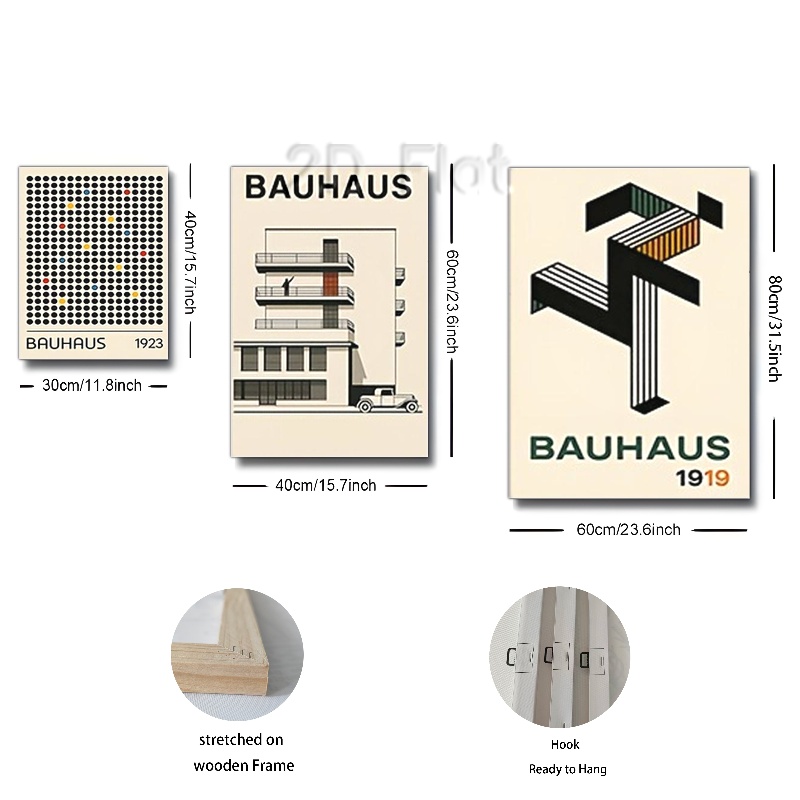 2D Flat
BAUHAUS 1923
40cm/15.7inch
30cm/11.8inch
BAUHAUS
60cm/23.6inch
40cm/15.7inch
BAUHAUS
1919
80cm/31.5inch
60cm/23.6inch
stretched on
wooden Frame
Hook
Ready to Hang